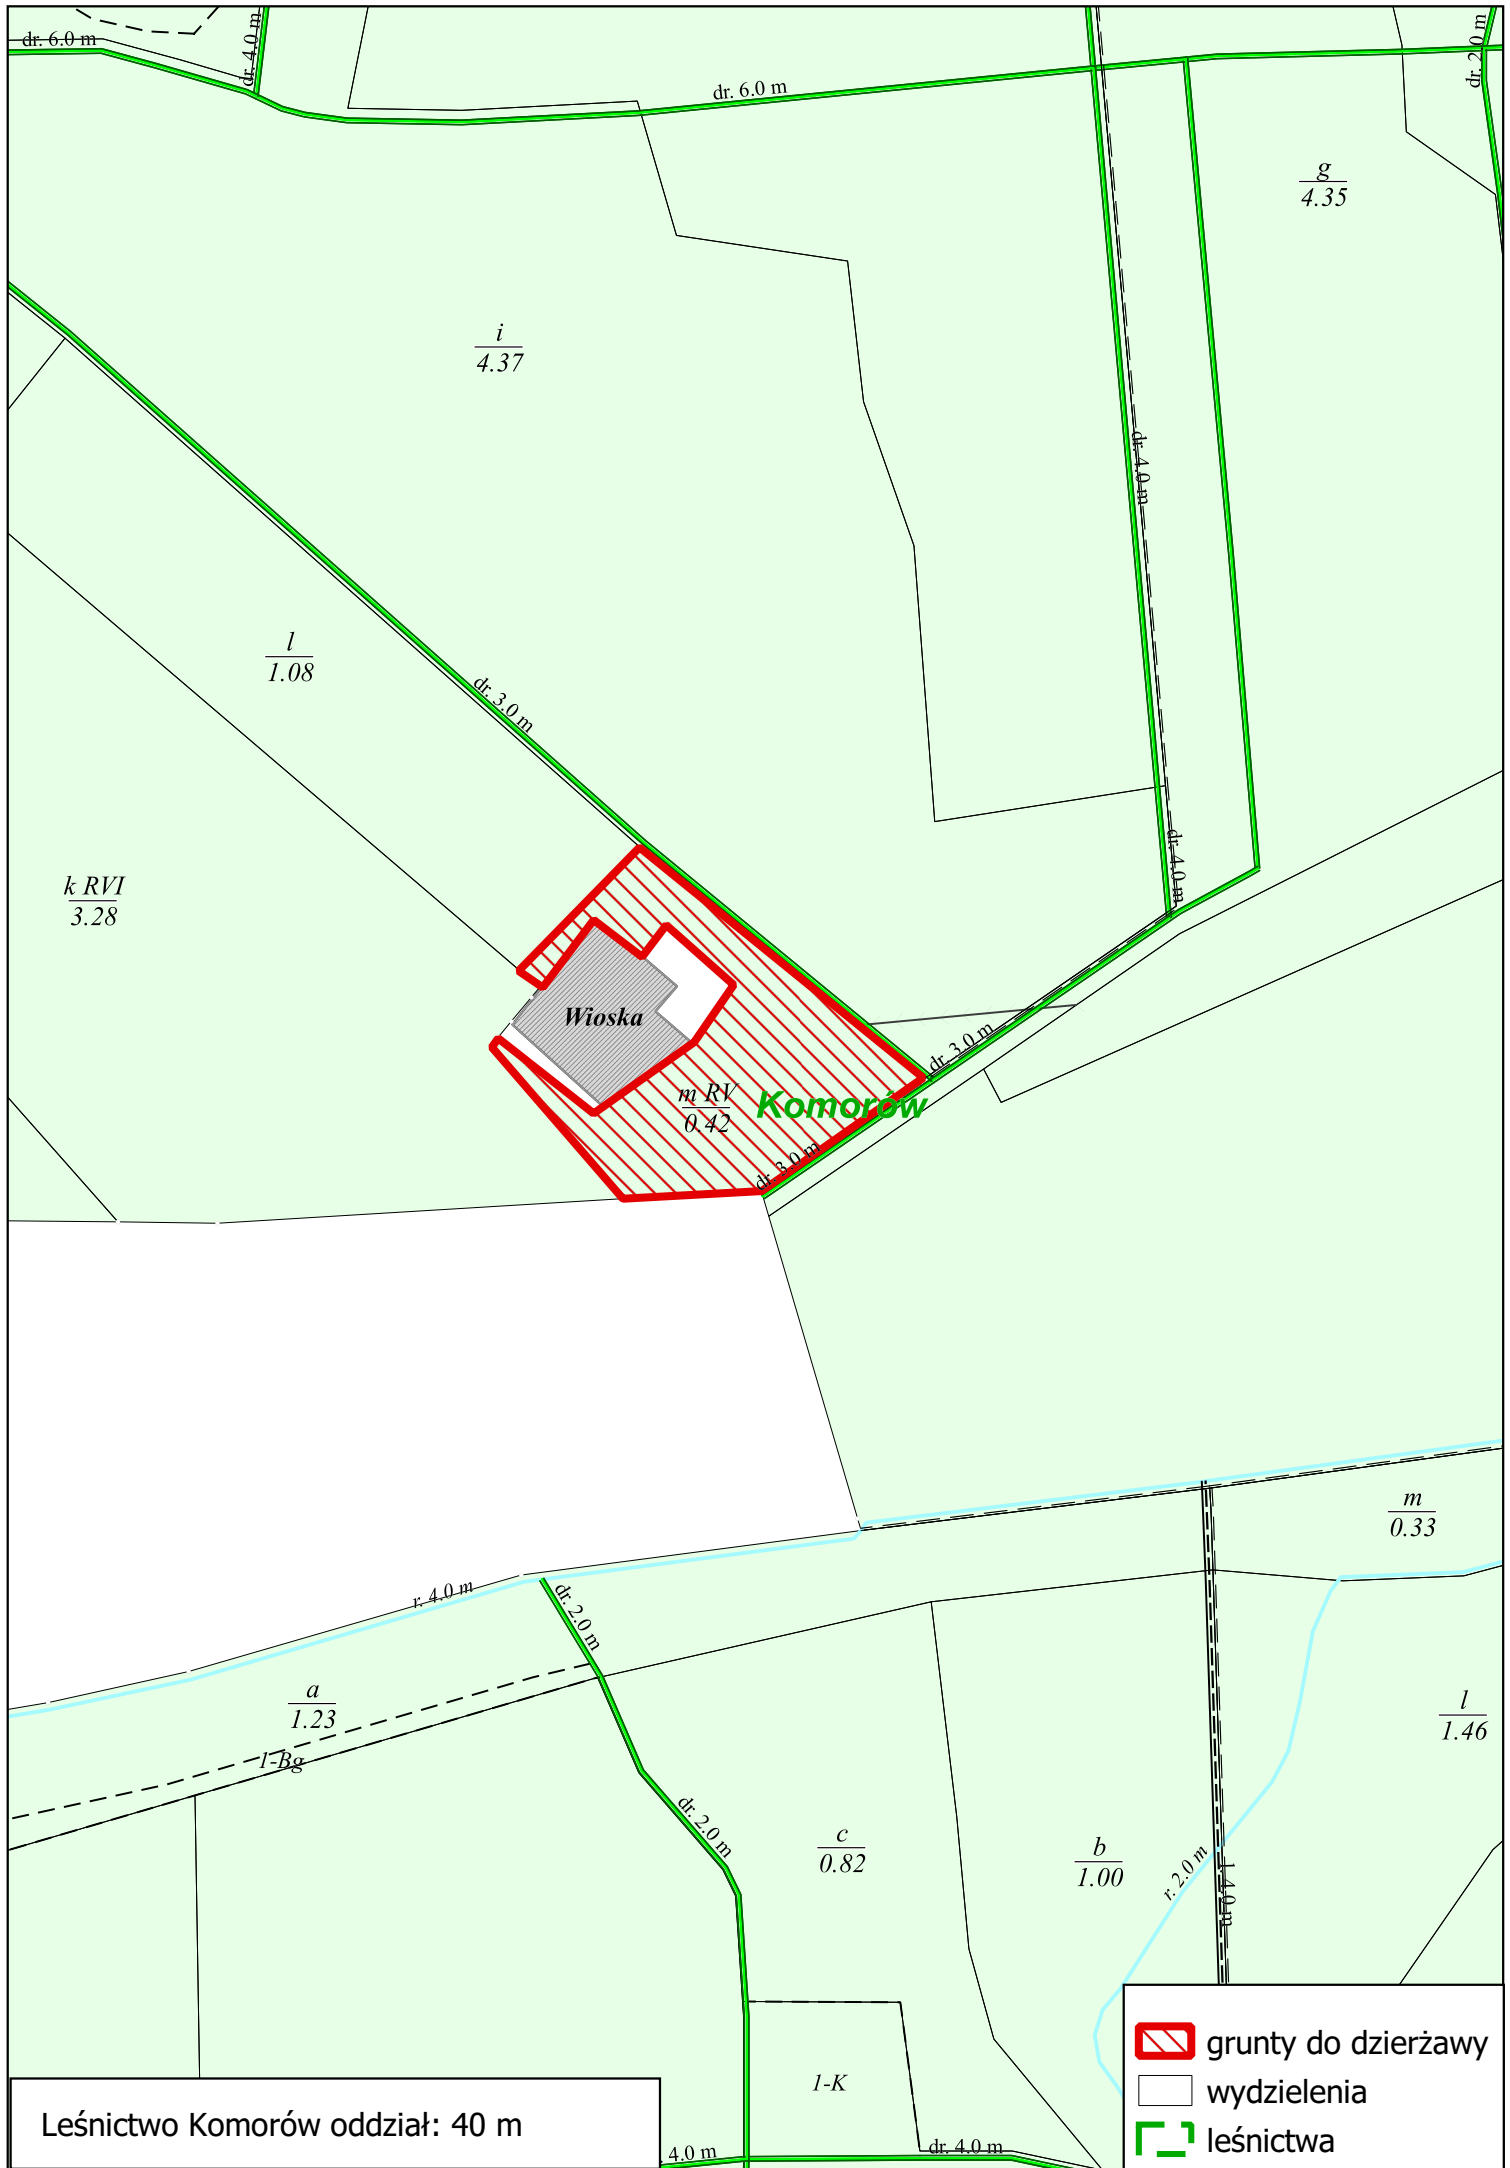 dr. 6.0 m
dr. 4.0 m
dr. 6.0 m
dr. 2.0 m
g
4.35
i
4.37
dr. 4.0 m
l
1.08
dr. 3.0 m
k RVI
3.28
dr. 4.0 m
Wioska
dr. 3.0 m
m RV
0.42
Komorów
dr. 3.0 m
m
0.33
r. 4.0 m
dr. 2.0 m
a
1.23
l
1.46
1-Bg
dr. 2.0 m
c
0.82
b
1.00
r. 2.0 m
l. 4.0 m
1-K
grunty do dzierżawy
wydzielenia
leśnictwa
Leśnictwo Komorów oddział: 40 m
4.0 m
dr. 4.0 m